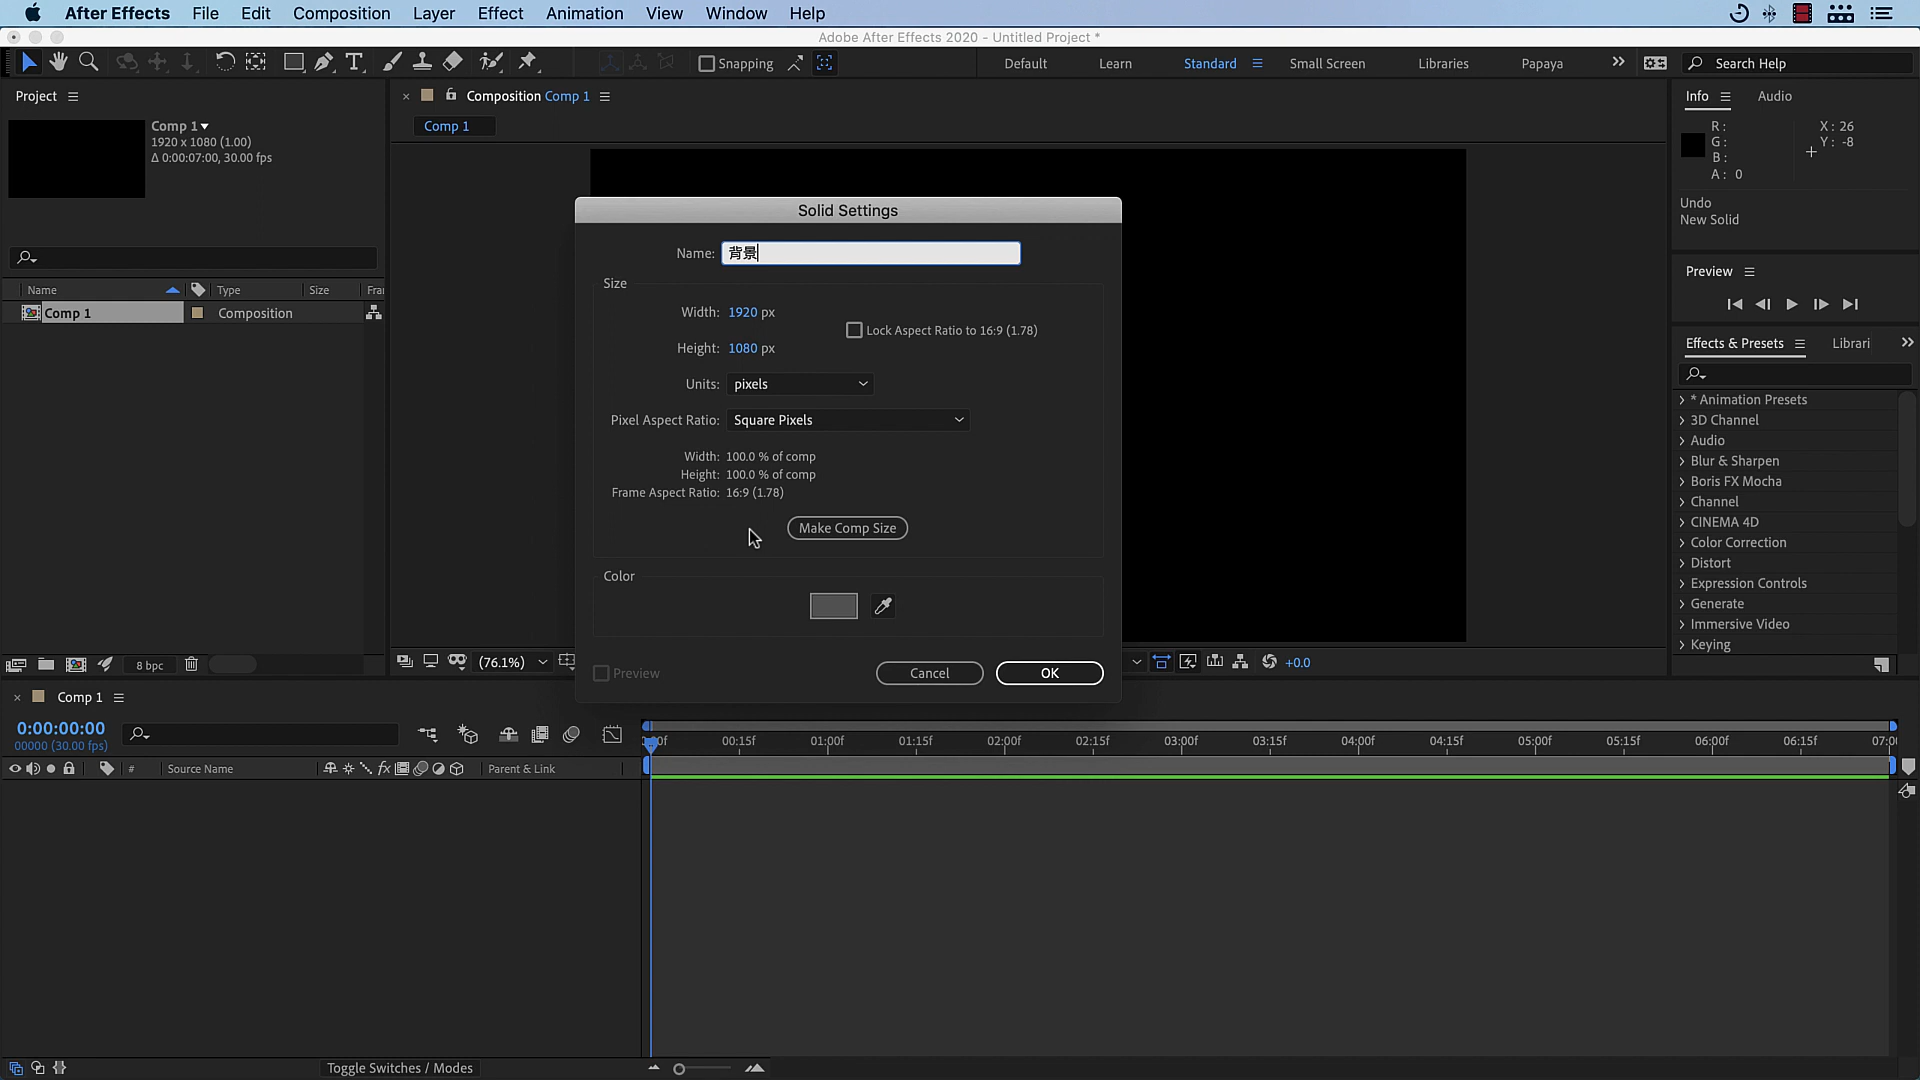 After Effects File Edit Composition Layer Effect Animation View Window Help
Adobe After Effects 2020 - Untitled Project *
Snapping Default Learn Standard Small Screen Libraries Papaya Search Help
Project
Comp 1
1920 x 1080 (1.00)
Δ 0:00:07:00, 30.00 fps
Name Type Size Fra
Comp 1 Composition
8 bpc
Composition Comp 1
Comp 1
(76.1%)
+0.0
Solid Settings
Name: 背景
Size
Width: 1920 px
Lock Aspect Ratio to 16:9 (1.78)
Height: 1080 px
Units: pixels
Pixel Aspect Ratio: Square Pixels
Width: 100.0 % of comp
Height: 100.0 % of comp
Frame Aspect Ratio: 16:9 (1.78)
Make Comp Size
Color
Preview Cancel OK
Info Audio
R: X: 26
G: Y: -8
B:
A: 0
Undo
New Solid
Preview
Effects & Presets Librari
* Animation Presets
3D Channel
Audio
Blur & Sharpen
Boris FX Mocha
Channel
CINEMA 4D
Color Correction
Distort
Expression Controls
Generate
Immersive Video
Keying
Comp 1
0:00:00:00
00000 (30.00 fps)
00f 00:15f 01:00f 01:15f 02:00f 02:15f 03:00f 03:15f 04:00f 04:15f 05:00f 05:15f 06:00f 06:15f 07:00
# Source Name fx Parent & Link
Toggle Switches / Modes